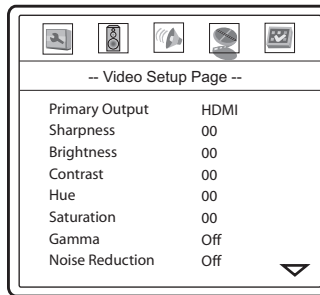 -- Video Setup Page --
Primary Output HDMI
Sharpness 00
Brightness 00
Contrast 00
Hue 00
Saturation 00
Gamma Off
Noise Reduction Off